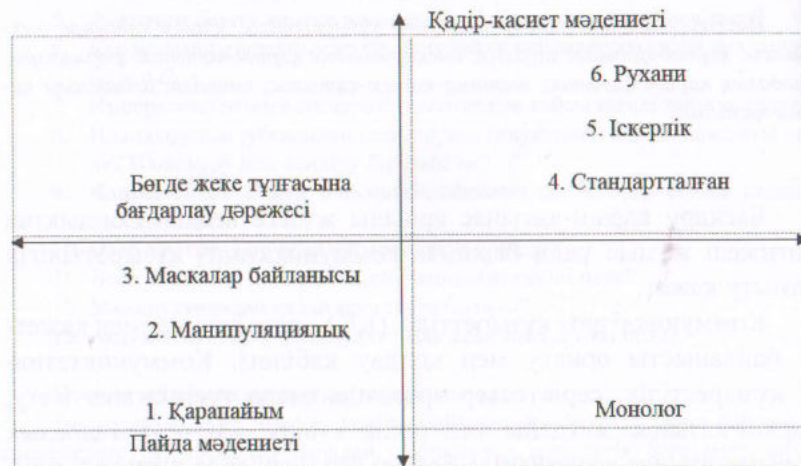 Қадір-қасиет мәдениеті
6. Рухани
5. Іскерлік
4. Стандартталған
Бөгде жеке тұлғасына
бағдарлау дәрежесі
3. Маскалар байланысы
2. Манипуляциялық
1. Қарапайым
Монолог
Пайда мәдениеті